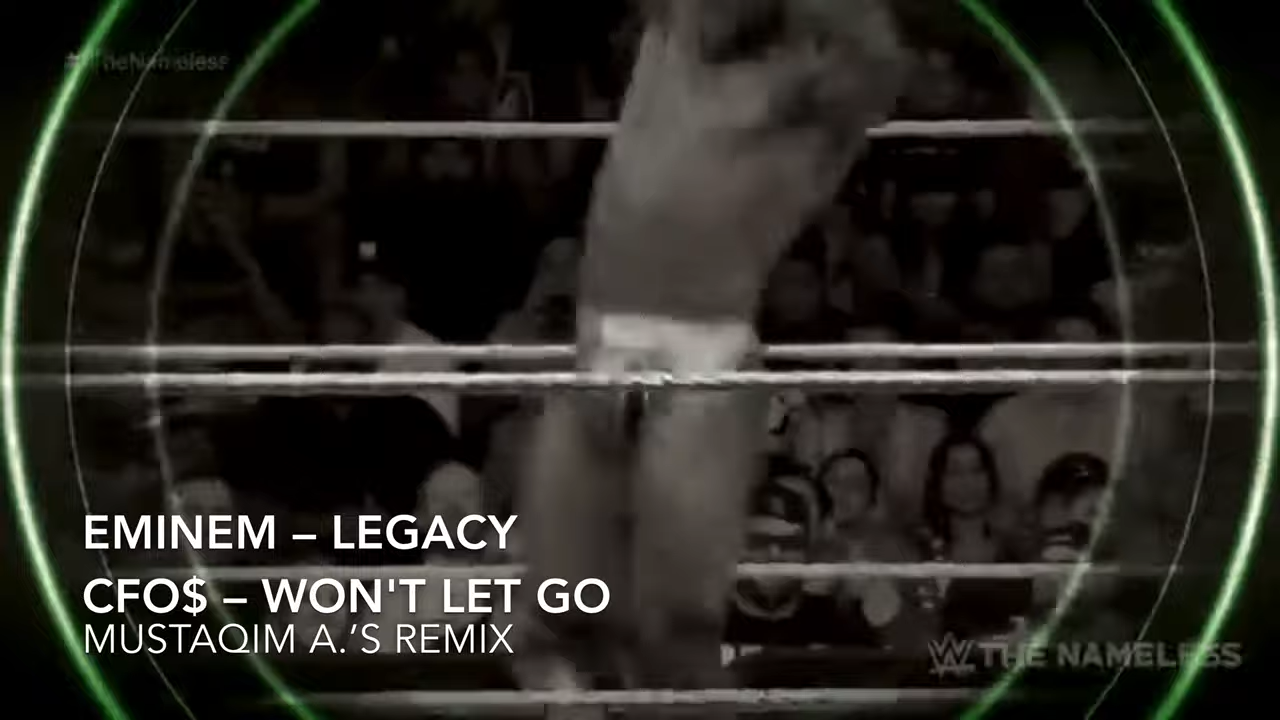 #TheNameless
EMINEM – LEGACY
CFO$ – WON'T LET GO
MUSTAQIM A.'S REMIX
W THE NAMELESS